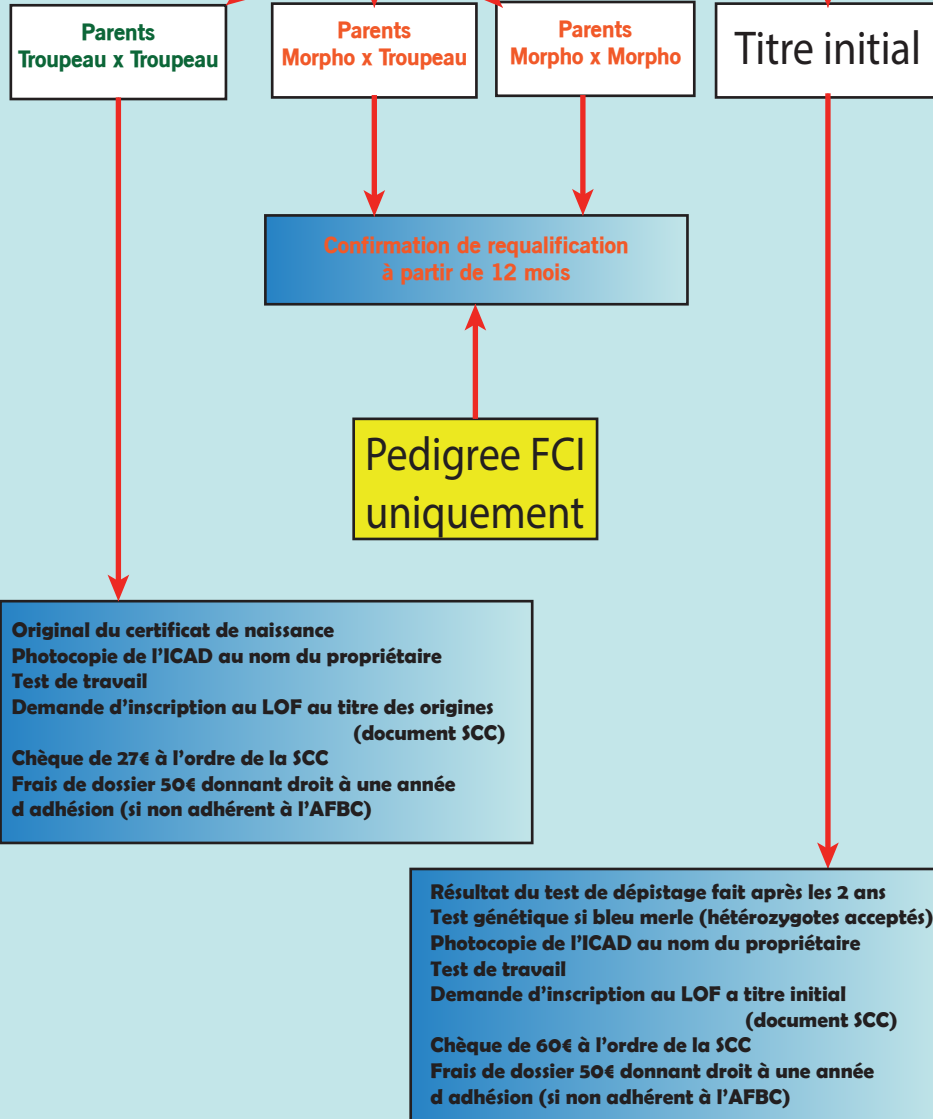 Parents
Troupeau x Troupeau
Parents
Morpho x Troupeau
Parents
Morpho x Morpho
Titre initial
Confirmation de requalification
à partir de 12 mois
Pedigree FCI
uniquement
Original du certificat de naissance
Photocopie de l'ICAD au nom du propriétaire
Test de travail
Demande d'inscription au LOF au titre des origines
(document SCC)
Chèque de 27€ à l'ordre de la SCC
Frais de dossier 50€ donnant droit à une année
d adhésion (si non adhérent à l'AFBC)
Résultat du test de dépistage fait après les 2 ans
Test génétique si bleu merle (hétérozygotes acceptés)
Photocopie de l'ICAD au nom du propriétaire
Test de travail
Demande d'inscription au LOF a titre initial
(document SCC)
Chèque de 60€ à l'ordre de la SCC
Frais de dossier 50€ donnant droit à une année
d adhésion (si non adhérent à l'AFBC)